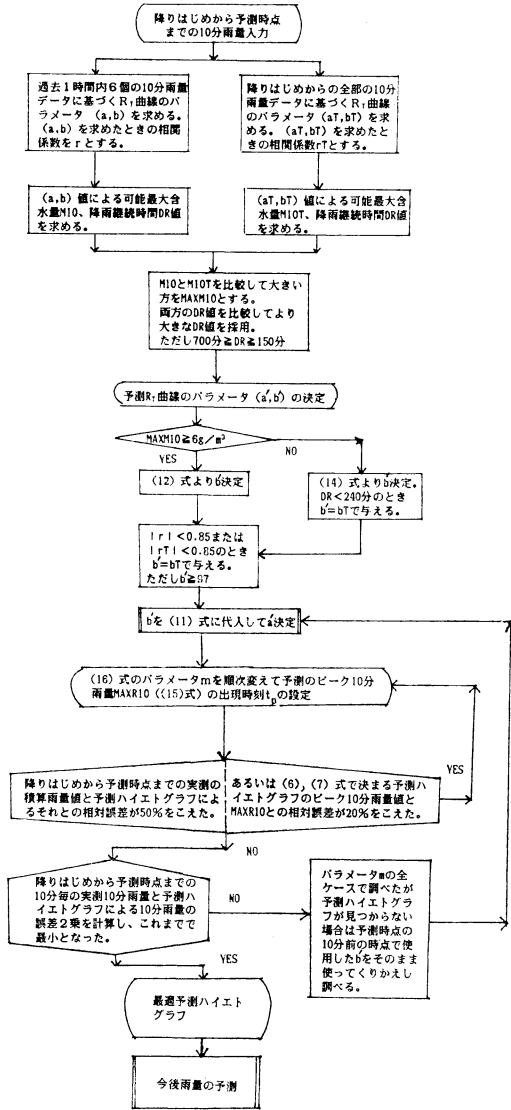 降りはじめから予測時点
までの10分雨量入力
過去1時間内6個の10分雨量
データに基づくRT曲線のパ
ラメータ (a,b) を求める。
(a,b) を求めたときの相関
係数をrとする。
降りはじめからの全部の10分
雨量データに基づくRT曲線
のパラメータ (aT,bT) を求
める。(aT,bT) を求めたと
きの相関係数rTとする。
(a,b) 値による可能最大含
水量M10、降雨継続時間DR値
を求める。
(aT,bT) 値による可能最大含
水量M10T、降雨継続時間DR値
を求める。
M10とM10Tを比較して大きい
方をMAXM10とする。
両方のDR値を比較してより
大きなDR値を採用。
ただし700分≧DR≧150分
予測RT曲線のパラメータ (a′,b′) の決定
MAXM10≧6g/m³
YES
NO
(12) 式よりb′決定
(14) 式よりb′決定。
DR<240分のとき
b′=bTで与える。
|r|<0.85または
|rT|<0.85のとき
b′=bTで与える。
ただしb′≧97
b′を (11) 式に代入してa′決定
(16) 式のパラメータmを順次変えて予測のピーク10分
雨量MAXR10 ((15)式) の出現時刻tpの設定
YES
降りはじめから予測時点までの実測の
積算雨量値と予測ハイエトグラフによ
るそれとの相対誤差が50%をこえた。
あるいは (6), (7) 式で決まる予測ハ
イエトグラフのピーク10分雨量値と
MAXR10との相対誤差が20%をこえた。
NO
降りはじめから予測時点までの
10分毎の実測10分雨量と予測ハ
イエトグラフによる10分雨量の
誤差2乗を計算し、これまでで
最小となった。
NO
パラメータmの全
ケースで調べたが
予測ハイエトグラ
フが見つからない
場合は予測時点の
10分前の時点で使
用したb′をそのまま
使ってくりかえし
調べる。
YES
最適予測ハイエト
グラフ
今後雨量の予測